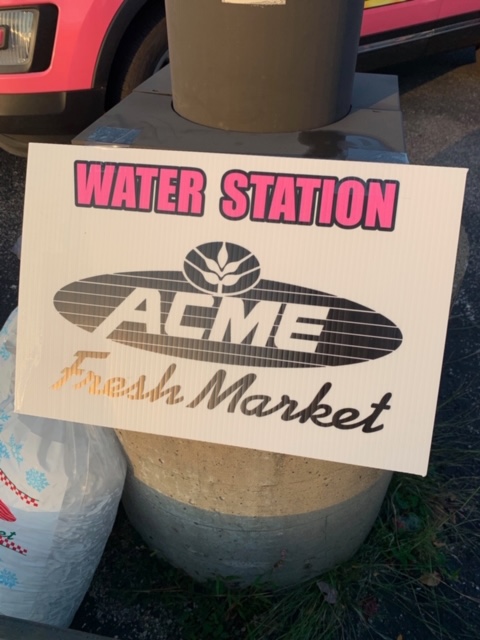 WATER STATION
ACME
Fresh Market